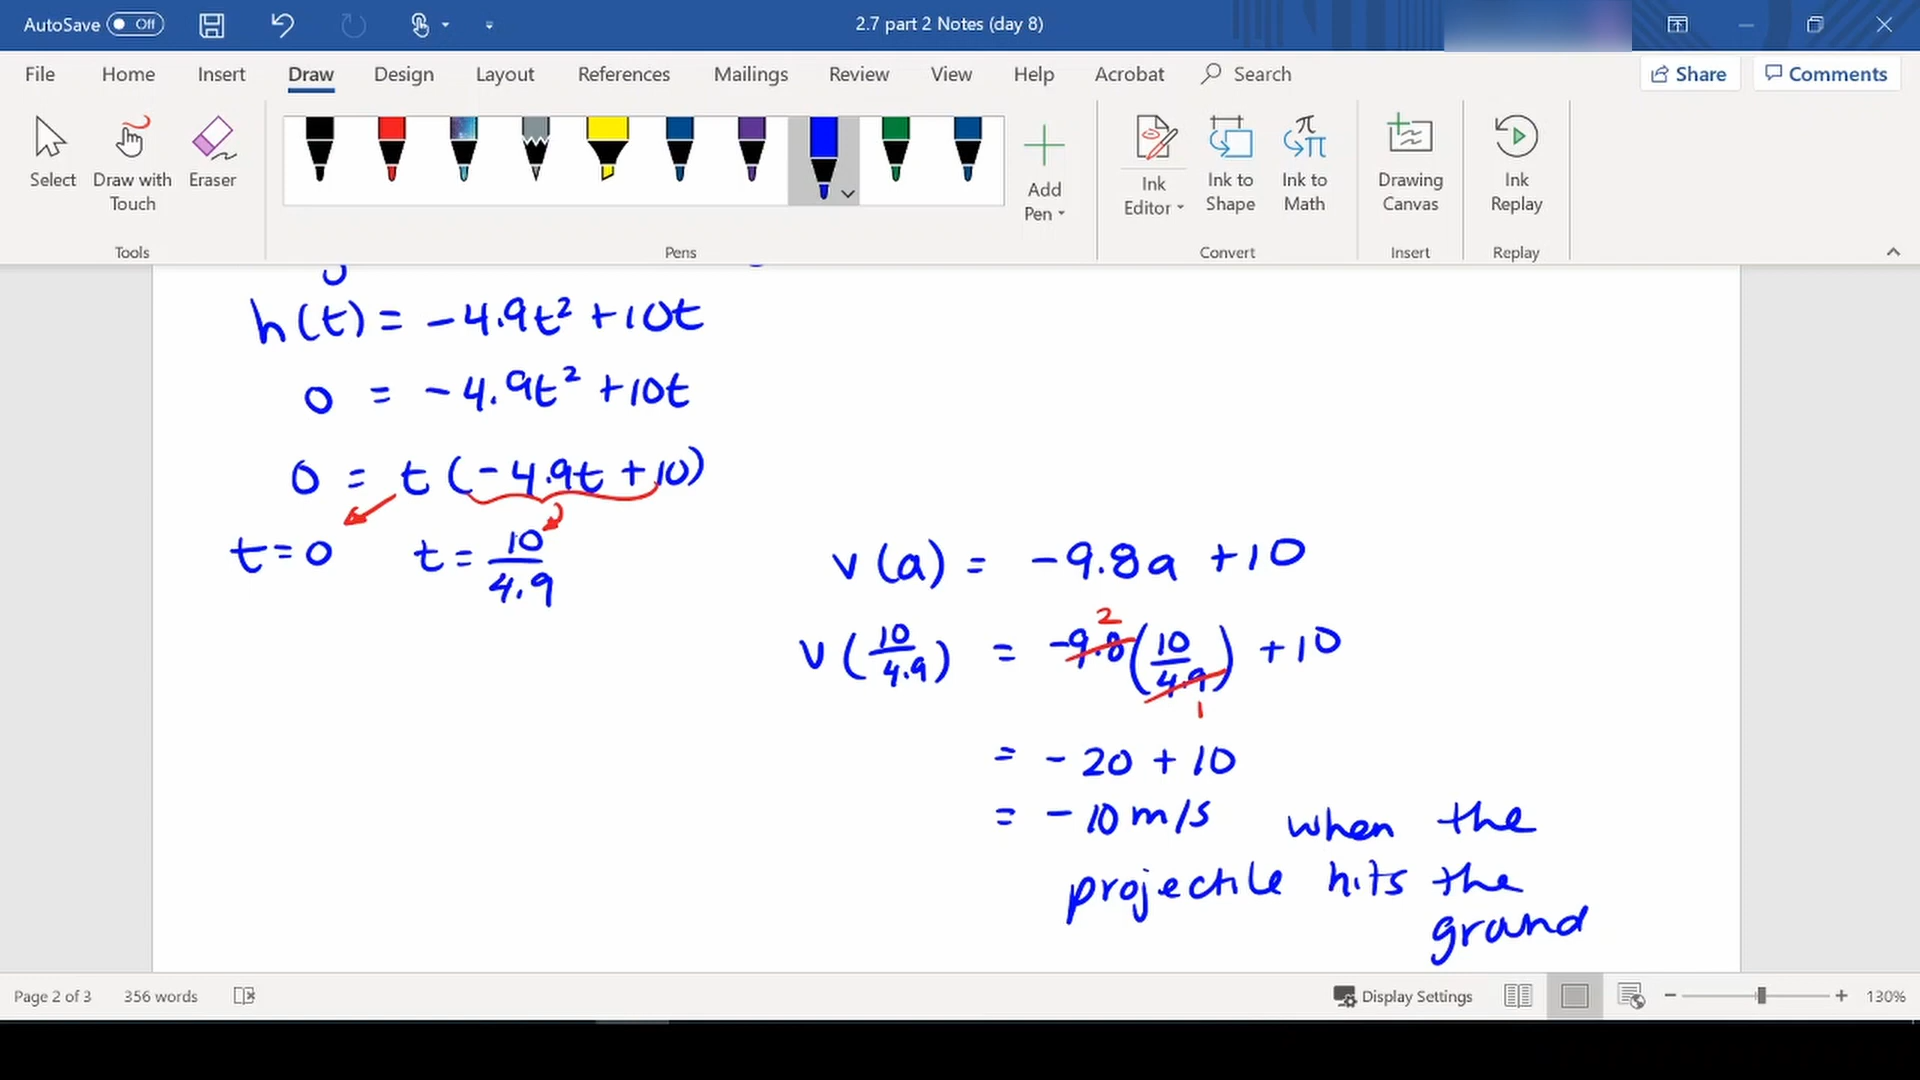 AutoSave Off 2.7 part 2 Notes (day 8)
File Home Insert Draw Design Layout References Mailings Review View Help Acrobat Search Share Comments
Select Draw with Touch Eraser Add Pen Ink Editor Ink to Shape Ink to Math Drawing Canvas Ink Replay
Tools Pens Convert Insert Replay
h(t) = -4.9t² +10t
0 = -4.9t² +10t
0 = t(-4.9t +10)
t=0 t= 10/4.9
v(a) = -9.8a +10
2
v(10/4.9) = -9.8(10/4.9) +10
1
= -20 + 10
= -10 m/s when the
projectile hits the
ground
Page 2 of 3 356 words Display Settings 130%